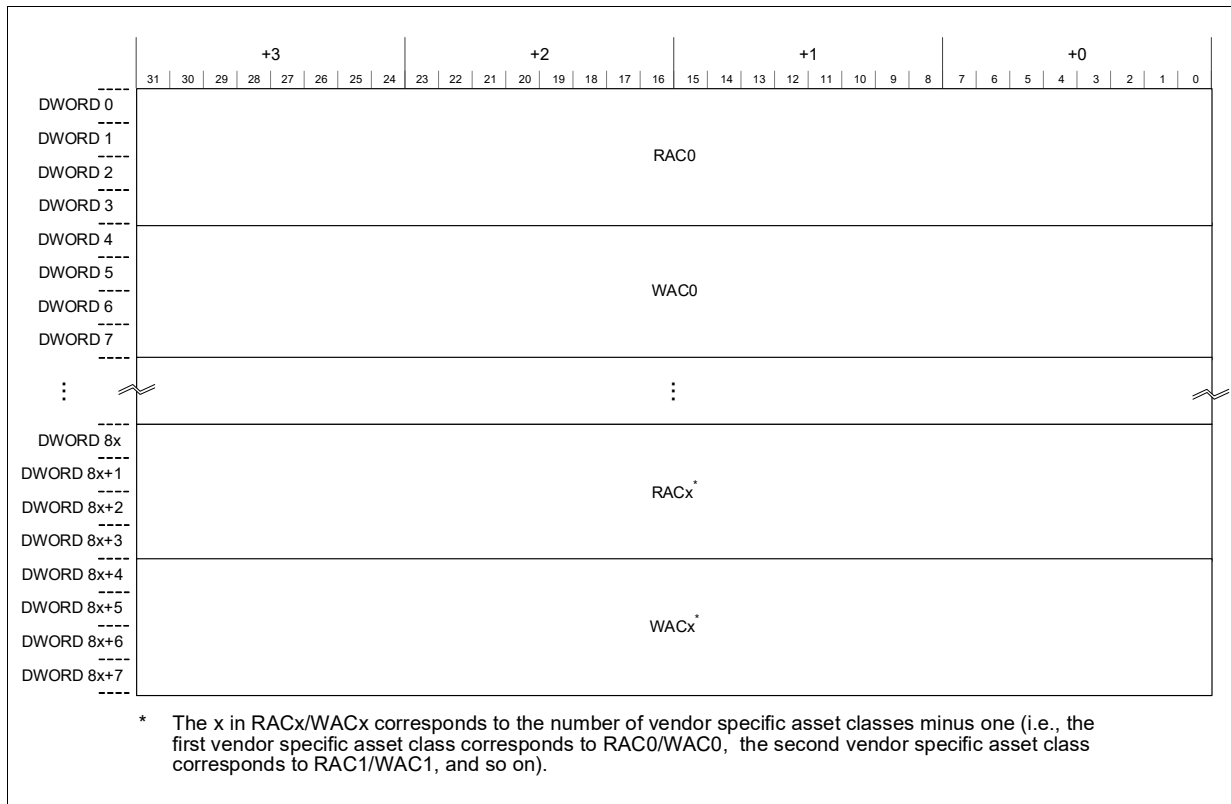 +3 +2 +1 +0
31 30 29 28 27 26 25 24 23 22 21 20 19 18 17 16 15 14 13 12 11 10 9 8 7 6 5 4 3 2 1 0
DWORD 0
DWORD 1
RAC0
DWORD 2
DWORD 3
DWORD 4
DWORD 5
WAC0
DWORD 6
DWORD 7
⋮ ⋮
DWORD 8x
DWORD 8x+1
RACx*
DWORD 8x+2
DWORD 8x+3
DWORD 8x+4
DWORD 8x+5
WACx*
DWORD 8x+6
DWORD 8x+7
* The x in RACx/WACx corresponds to the number of vendor specific asset classes minus one (i.e., the
first vendor specific asset class corresponds to RAC0/WAC0, the second vendor specific asset class
corresponds to RAC1/WAC1, and so on).